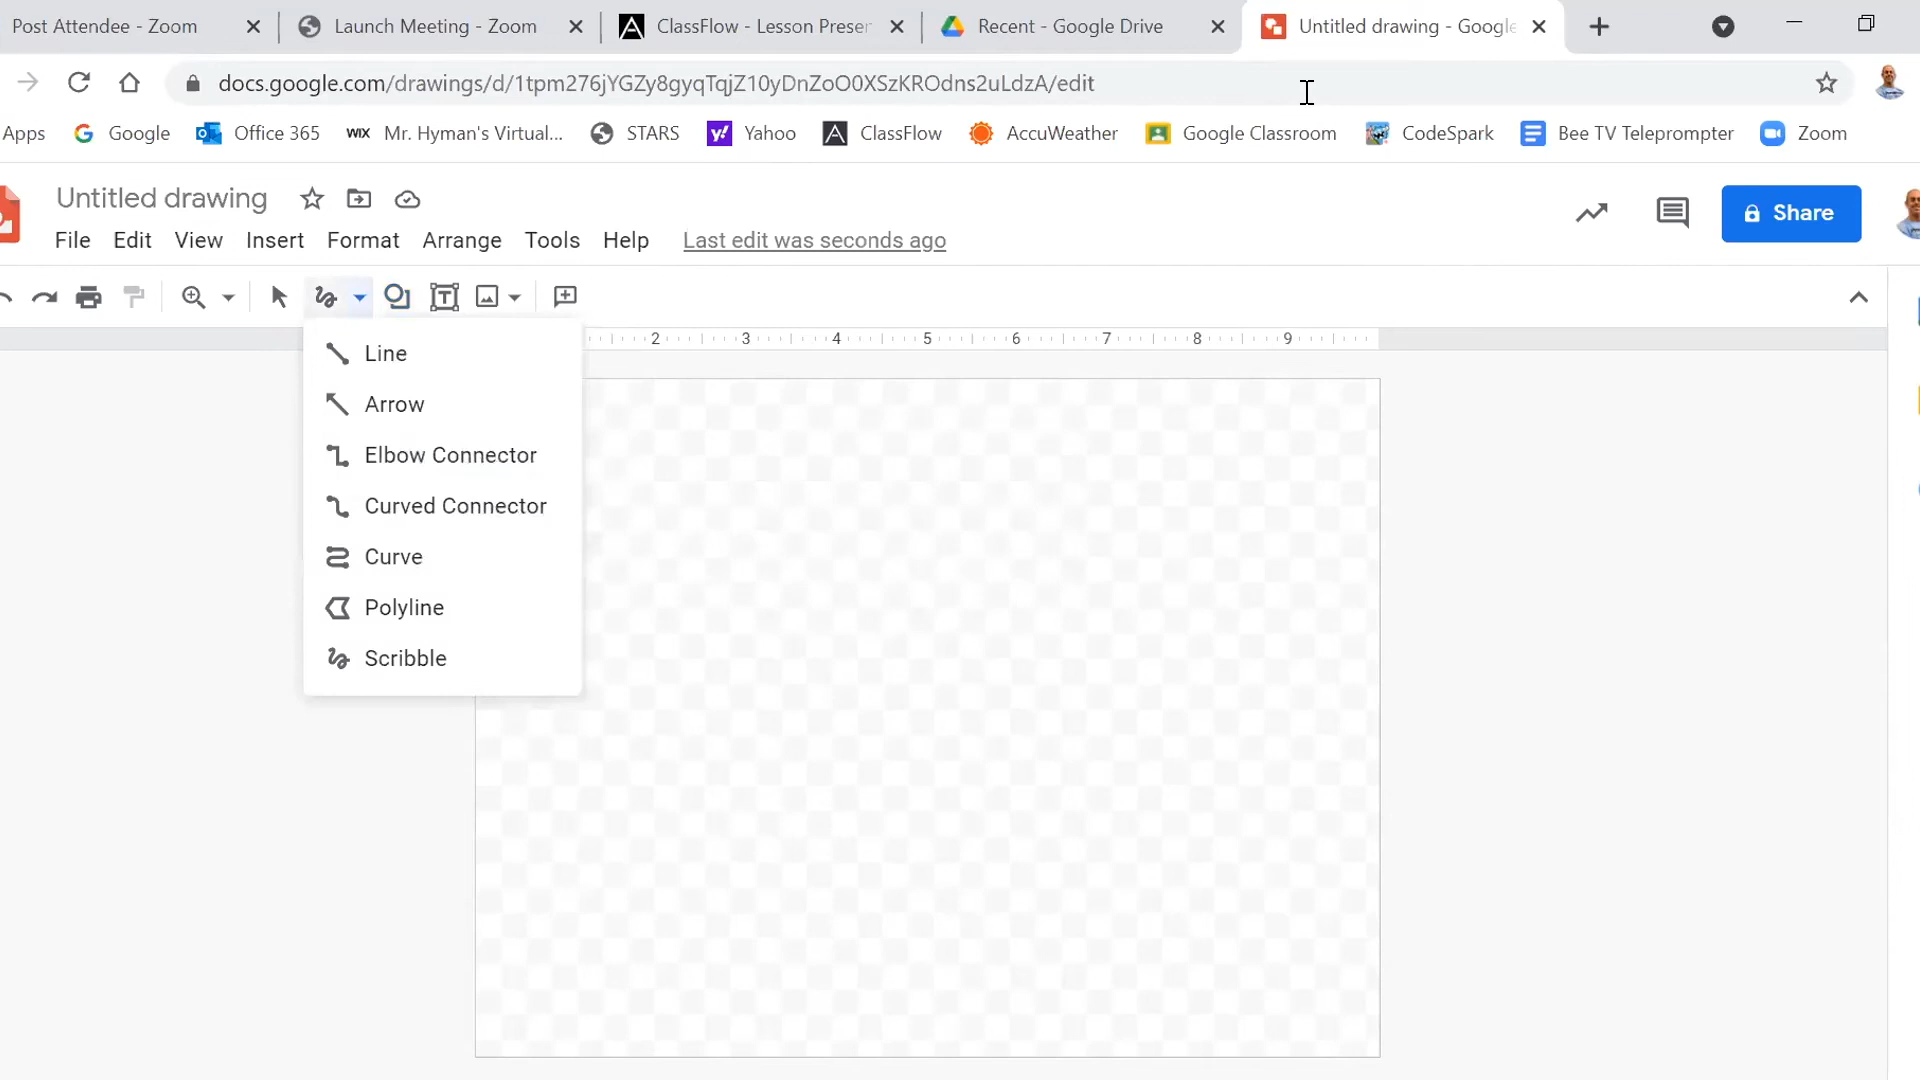 Post Attendee - Zoom
Launch Meeting - Zoom
ClassFlow - Lesson Presen
Recent - Google Drive
Untitled drawing - Google
docs.google.com/drawings/d/1tpm276jYGZy8gyqTqjZ10yDnZoO0XSzKROdns2uLdzA/edit
Apps Google Office 365 WIX Mr. Hyman's Virtual... STARS y! Yahoo ClassFlow AccuWeather Google Classroom CodeSpark Bee TV Teleprompter Zoom
Untitled drawing
Share
File Edit View Insert Format Arrange Tools Help Last edit was seconds ago
2 3 4 5 6 7 8 9
Line
Arrow
Elbow Connector
Curved Connector
Curve
Polyline
Scribble